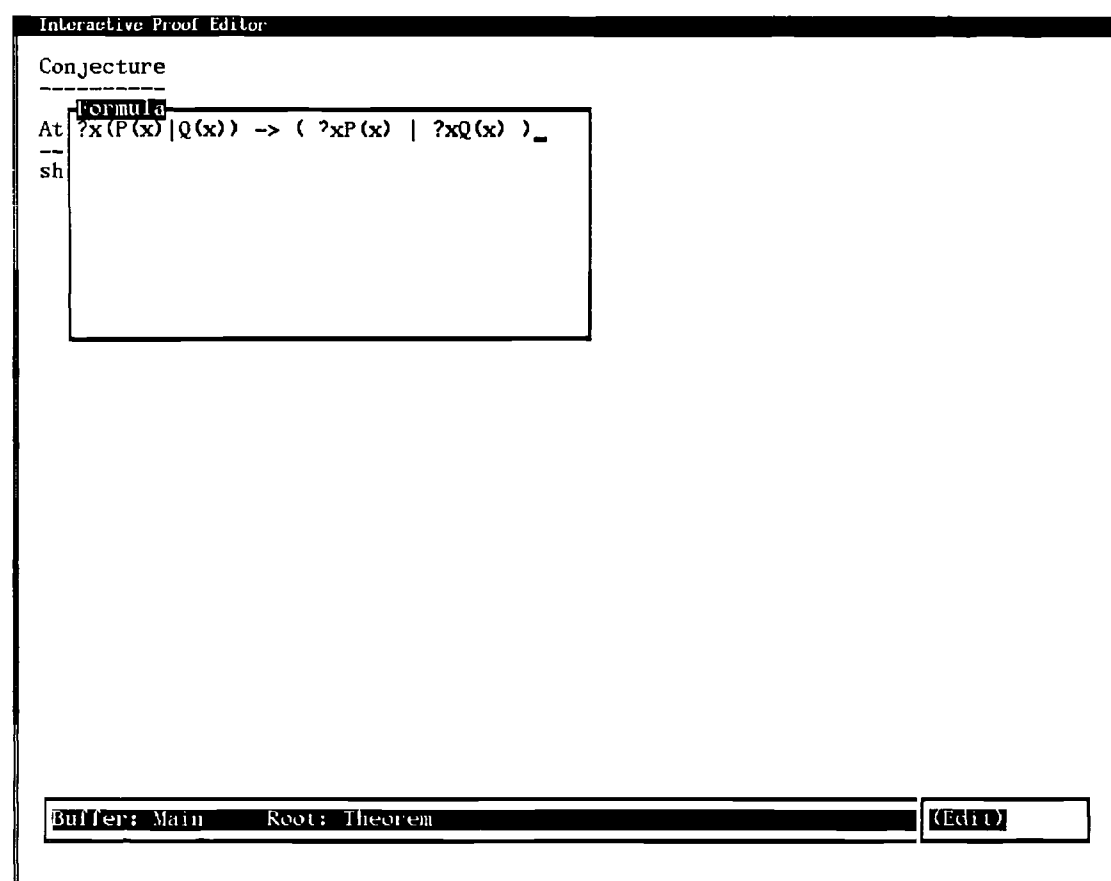 Interactive Proof Editor
Conjecture
----------
Formula
At ?x(P(x)|Q(x)) -> ( ?xP(x) | ?xQ(x) )_
--
sh
Buffer: Main Root: Theorem (Edit)